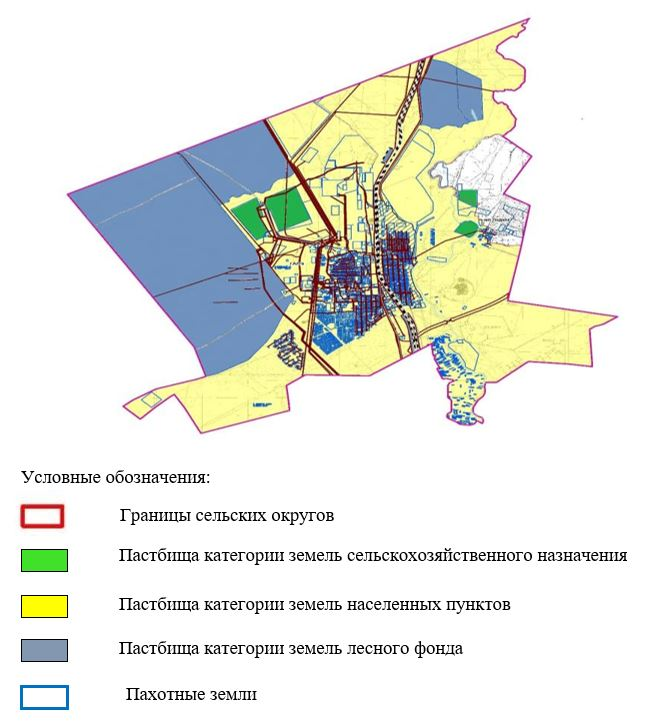 Условные обозначения:
Границы сельских округов
Пастбища категории земель сельскохозяйственного назначения
Пастбища категории земель населенных пунктов
Пастбища категории земель лесного фонда
Пахотные земли